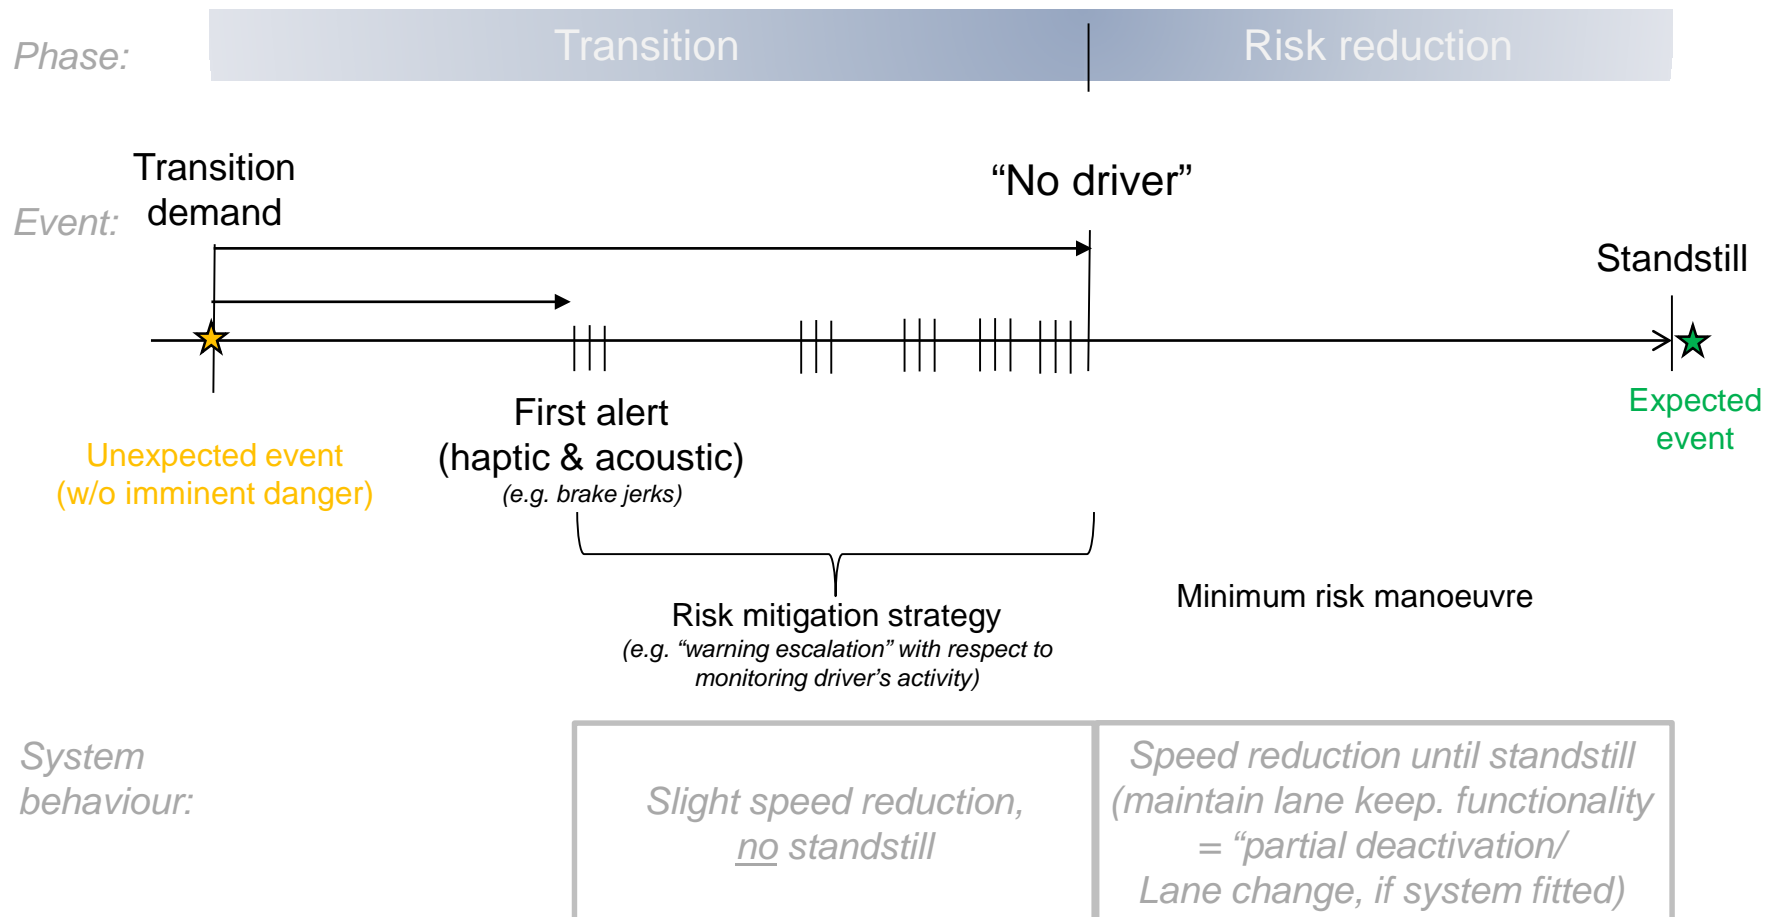 Phase:
Transition
Risk reduction
Event:
Transition
demand
“No driver”
Standstill
Unexpected event
(w/o imminent danger)
First alert
(haptic & acoustic)
(e.g. brake jerks)
Expected
event
Risk mitigation strategy
(e.g. “warning escalation” with respect to
monitoring driver’s activity)
Minimum risk manoeuvre
System
behaviour:
Slight speed reduction,
no standstill
Speed reduction until standstill
(maintain lane keep. functionality
= “partial deactivation/
Lane change, if system fitted)